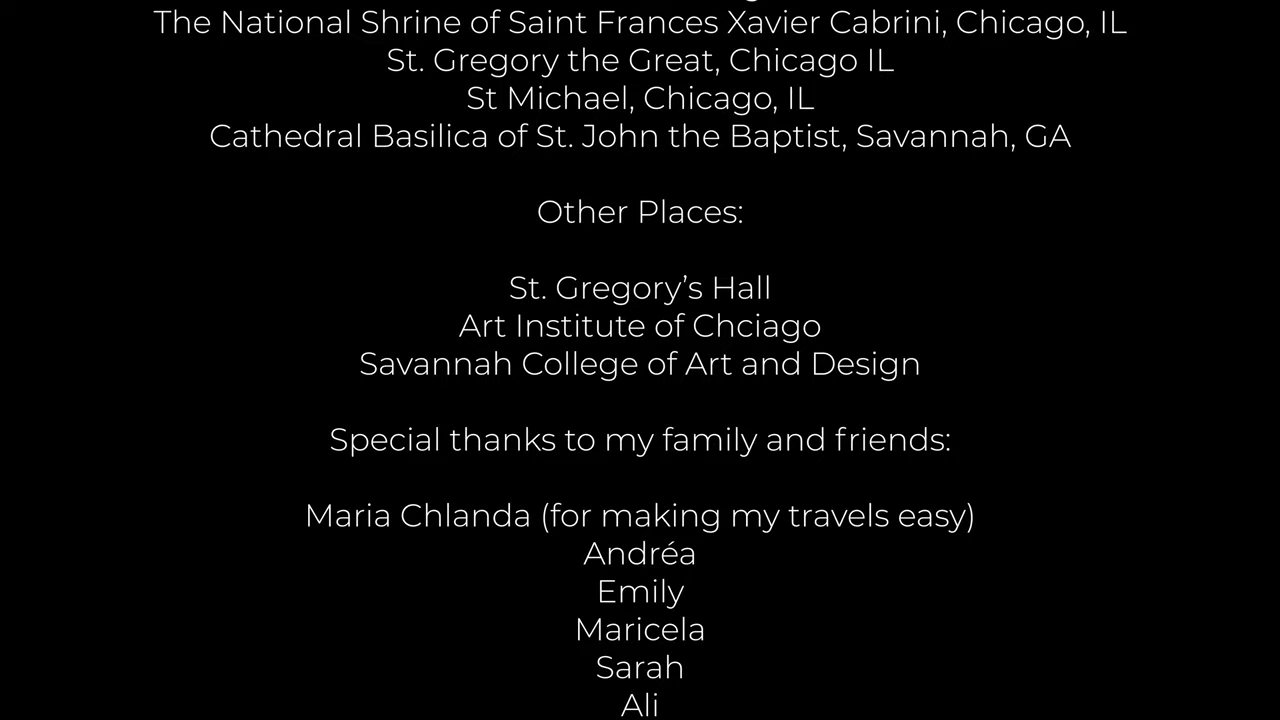 The National Shrine of Saint Frances Xavier Cabrini, Chicago, IL
St. Gregory the Great, Chicago IL
St Michael, Chicago, IL
Cathedral Basilica of St. John the Baptist, Savannah, GA
Other Places:
St. Gregory’s Hall
Art Institute of Chciago
Savannah College of Art and Design
Special thanks to my family and friends:
Maria Chlanda (for making my travels easy)
Andréa
Emily
Maricela
Sarah
Ali